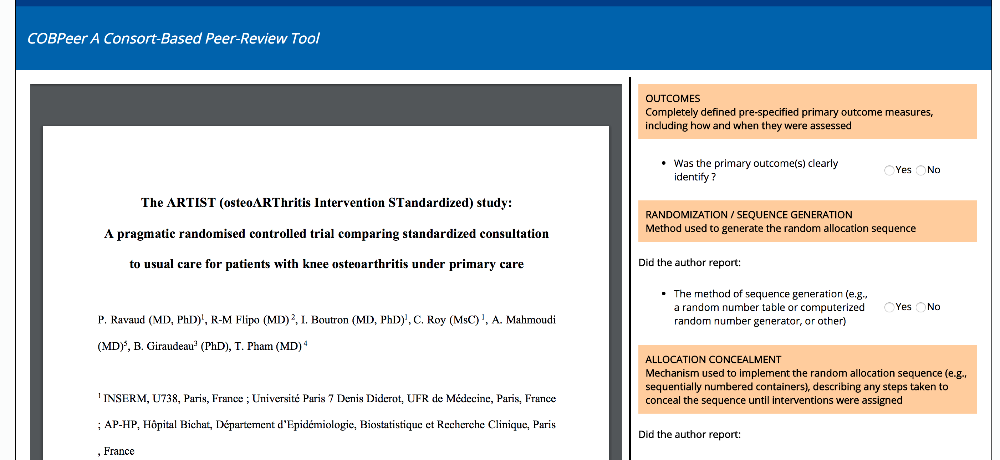 COBPeer A Consort-Based Peer-Review Tool
The ARTIST (osteoARThritis Intervention STandardized) study:
A pragmatic randomised controlled trial comparing standardized consultation
to usual care for patients with knee osteoarthritis under primary care
P. Ravaud (MD, PhD)¹, R-M Flipo (MD) ², I. Boutron (MD, PhD)¹, C. Roy (MsC) ¹, A. Mahmoudi
(MD)⁵, B. Giraudeau³ (PhD), T. Pham (MD) ⁴
¹ INSERM, U738, Paris, France ; Université Paris 7 Denis Diderot, UFR de Médecine, Paris, France
; AP-HP, Hôpital Bichat, Département d’Epidémiologie, Biostatistique et Recherche Clinique, Paris
, France
OUTCOMES
Completely defined pre-specified primary outcome measures,
including how and when they were assessed
• Was the primary outcome(s) clearly
identify ?
Yes No
RANDOMIZATION / SEQUENCE GENERATION
Method used to generate the random allocation sequence
Did the author report:
• The method of sequence generation (e.g.,
a random number table or computerized
random number generator, or other)
Yes No
ALLOCATION CONCEALMENT
Mechanism used to implement the random allocation sequence (e.g.,
sequentially numbered containers), describing any steps taken to
conceal the sequence until interventions were assigned
Did the author report: